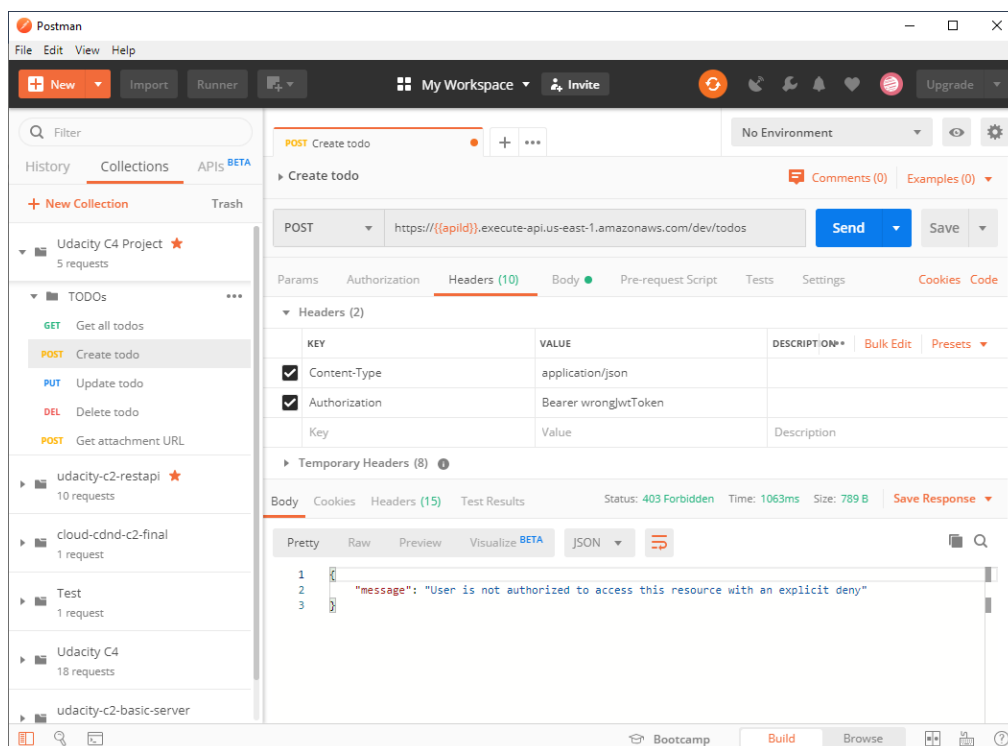 Postman
File Edit View Help
New Import Runner My Workspace Invite Upgrade
Filter
History Collections APIs BETA
New Collection Trash
Udacity C4 Project
5 requests
TODOs
GET Get all todos
POST Create todo
PUT Update todo
DEL Delete todo
POST Get attachment URL
udacity-c2-restapi
10 requests
cloud-cdnd-c2-final
1 request
Test
1 request
Udacity C4
18 requests
udacity-c2-basic-server
POST Create todo
No Environment
Create todo
Comments (0) Examples (0)
POST https://{{apiId}}.execute-api.us-east-1.amazonaws.com/dev/todos Send Save
Params Authorization Headers (10) Body Pre-request Script Tests Settings Cookies Code
Headers (2)
KEY VALUE DESCRIPTION Bulk Edit Presets
Content-Type application/json
Authorization Bearer wrongJwtToken
Key Value Description
Temporary Headers (8)
Body Cookies Headers (15) Test Results Status: 403 Forbidden Time: 1063ms Size: 789 B Save Response
Pretty Raw Preview Visualize BETA JSON
1 {
2 "message": "User is not authorized to access this resource with an explicit deny"
3 }
Bootcamp Build Browse